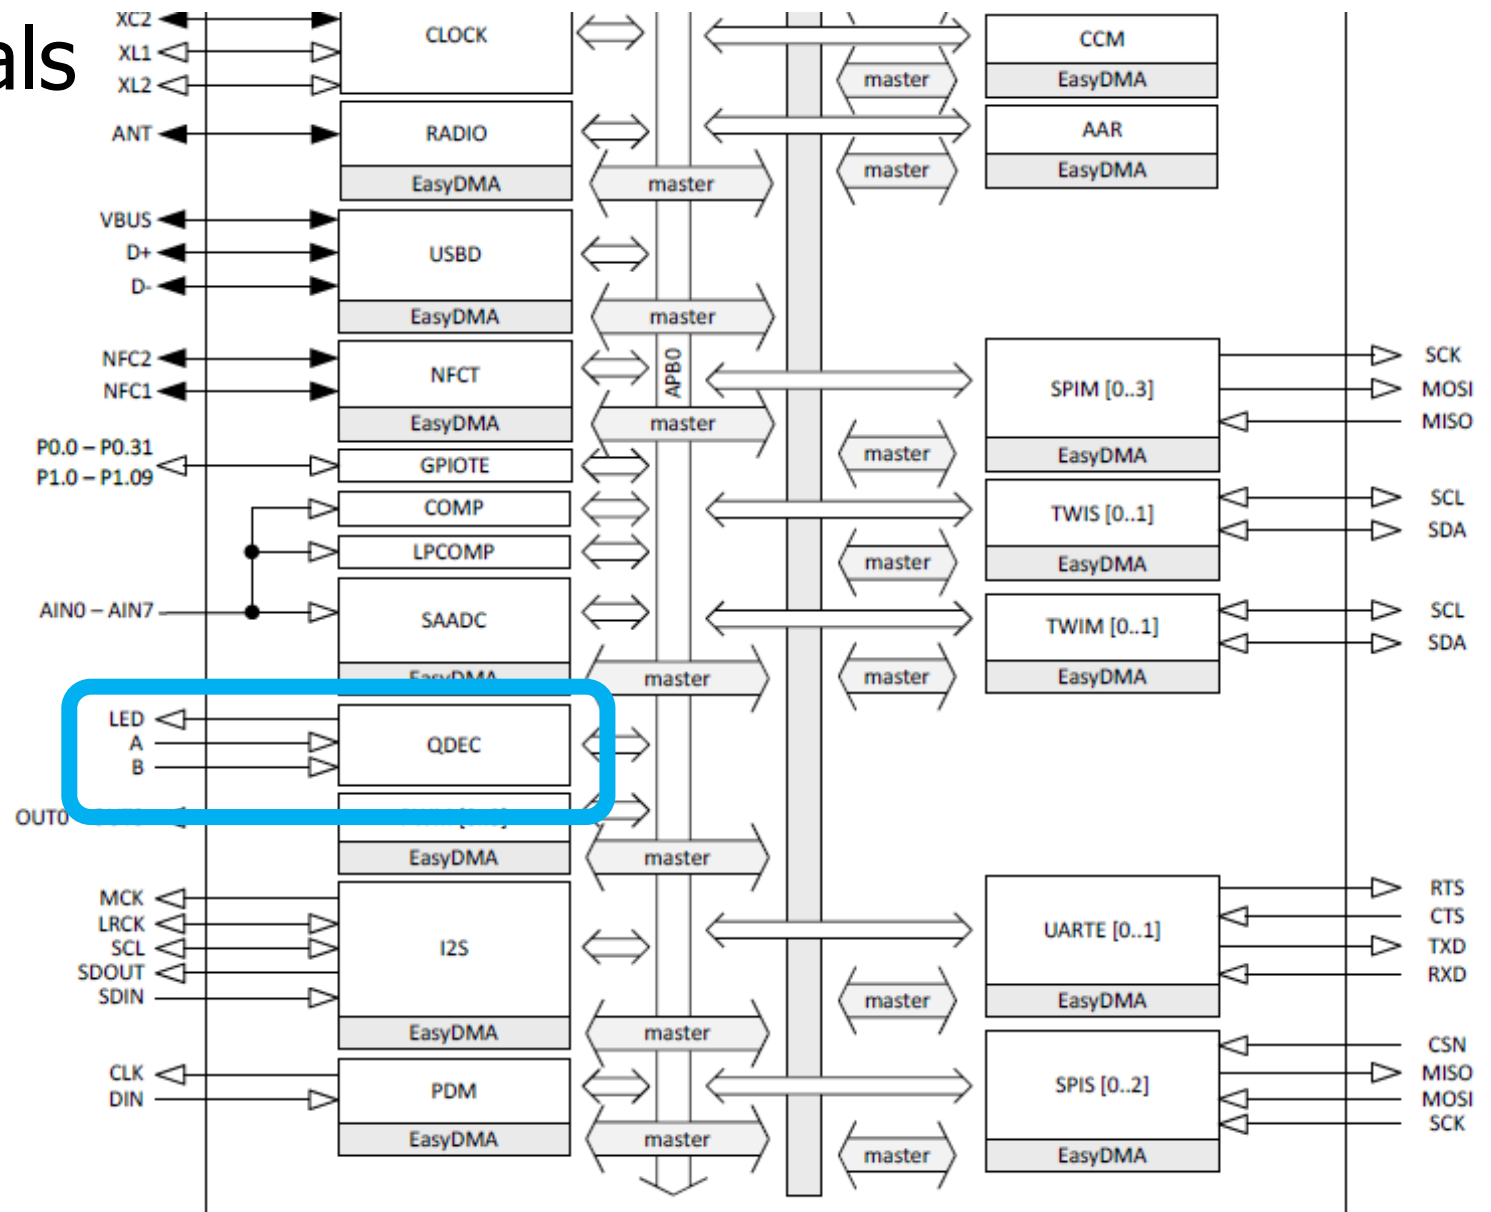 als
XC2
XL1
XL2
CLOCK
ANT
RADIO
EasyDMA
master
VBUS
D+
D-
USBD
EasyDMA
master
NFC2
NFC1
NFCT
EasyDMA
master
APB0
P0.0 – P0.31
P1.0 – P1.09
GPIOTE
COMP
LPCOMP
AIN0 – AIN7
SAADC
EasyDMA
master
LED
A
B
QDEC
OUT0
EasyDMA
master
MCK
LRCK
SCL
SDOUT
SDIN
I2S
EasyDMA
master
CLK
DIN
PDM
EasyDMA
master
CCM
EasyDMA
master
AAR
EasyDMA
master
SPIM [0..3]
EasyDMA
master
SCK
MOSI
MISO
TWIS [0..1]
EasyDMA
master
SCL
SDA
TWIM [0..1]
EasyDMA
master
SCL
SDA
UARTE [0..1]
EasyDMA
master
RTS
CTS
TXD
RXD
SPIS [0..2]
EasyDMA
master
CSN
MISO
MOSI
SCK